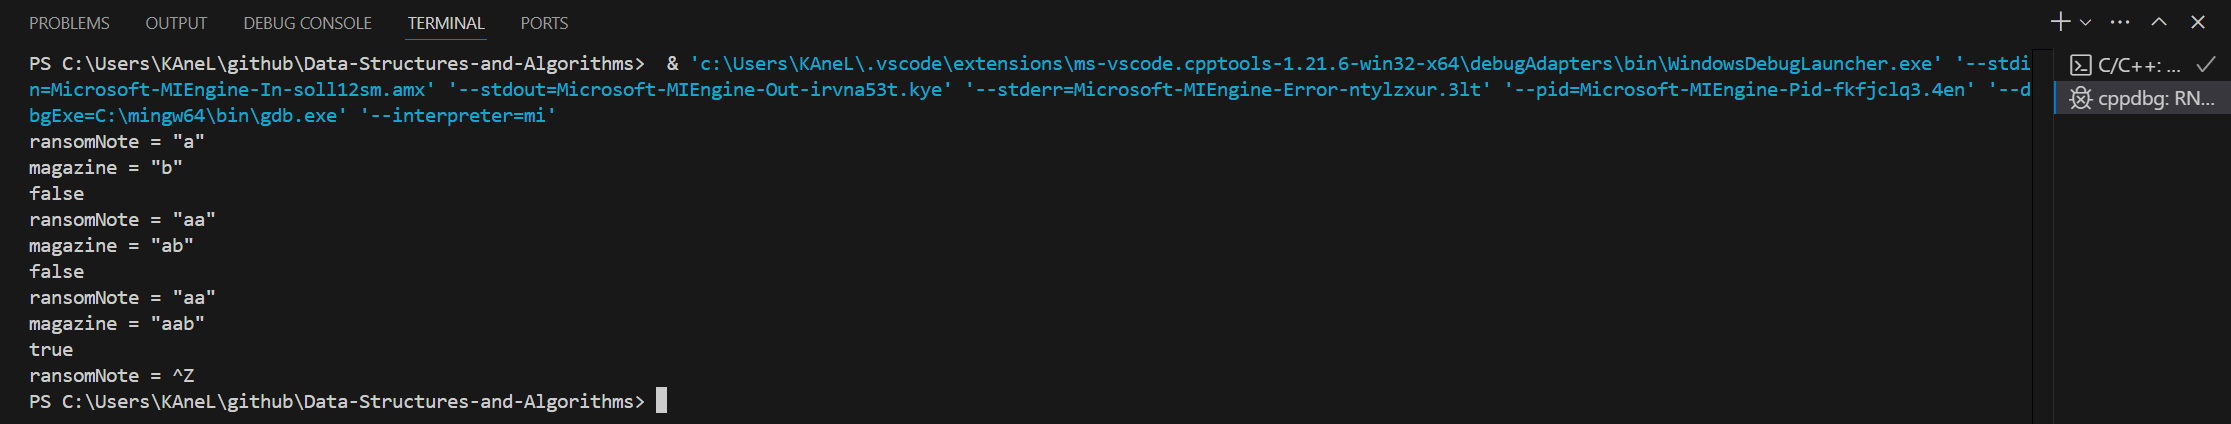 PROBLEMS OUTPUT DEBUG CONSOLE TERMINAL PORTS
PS C:\Users\KAneL\github\Data-Structures-and-Algorithms>  & 'c:\Users\KAneL\.vscode\extensions\ms-vscode.cpptools-1.21.6-win32-x64\debugAdapters\bin\WindowsDebugLauncher.exe' '--stdi
n=Microsoft-MIEngine-In-soll12sm.amx' '--stdout=Microsoft-MIEngine-Out-irvna53t.kye' '--stderr=Microsoft-MIEngine-Error-ntylzxur.3lt' '--pid=Microsoft-MIEngine-Pid-fkfjclq3.4en' '--d
bgExe=C:\mingw64\bin\gdb.exe' '--interpreter=mi'
ransomNote = "a"
magazine = "b"
false
ransomNote = "aa"
magazine = "ab"
false
ransomNote = "aa"
magazine = "aab"
true
ransomNote = ^Z
PS C:\Users\KAneL\github\Data-Structures-and-Algorithms>
C/C++: ...
cppdbg: RN...